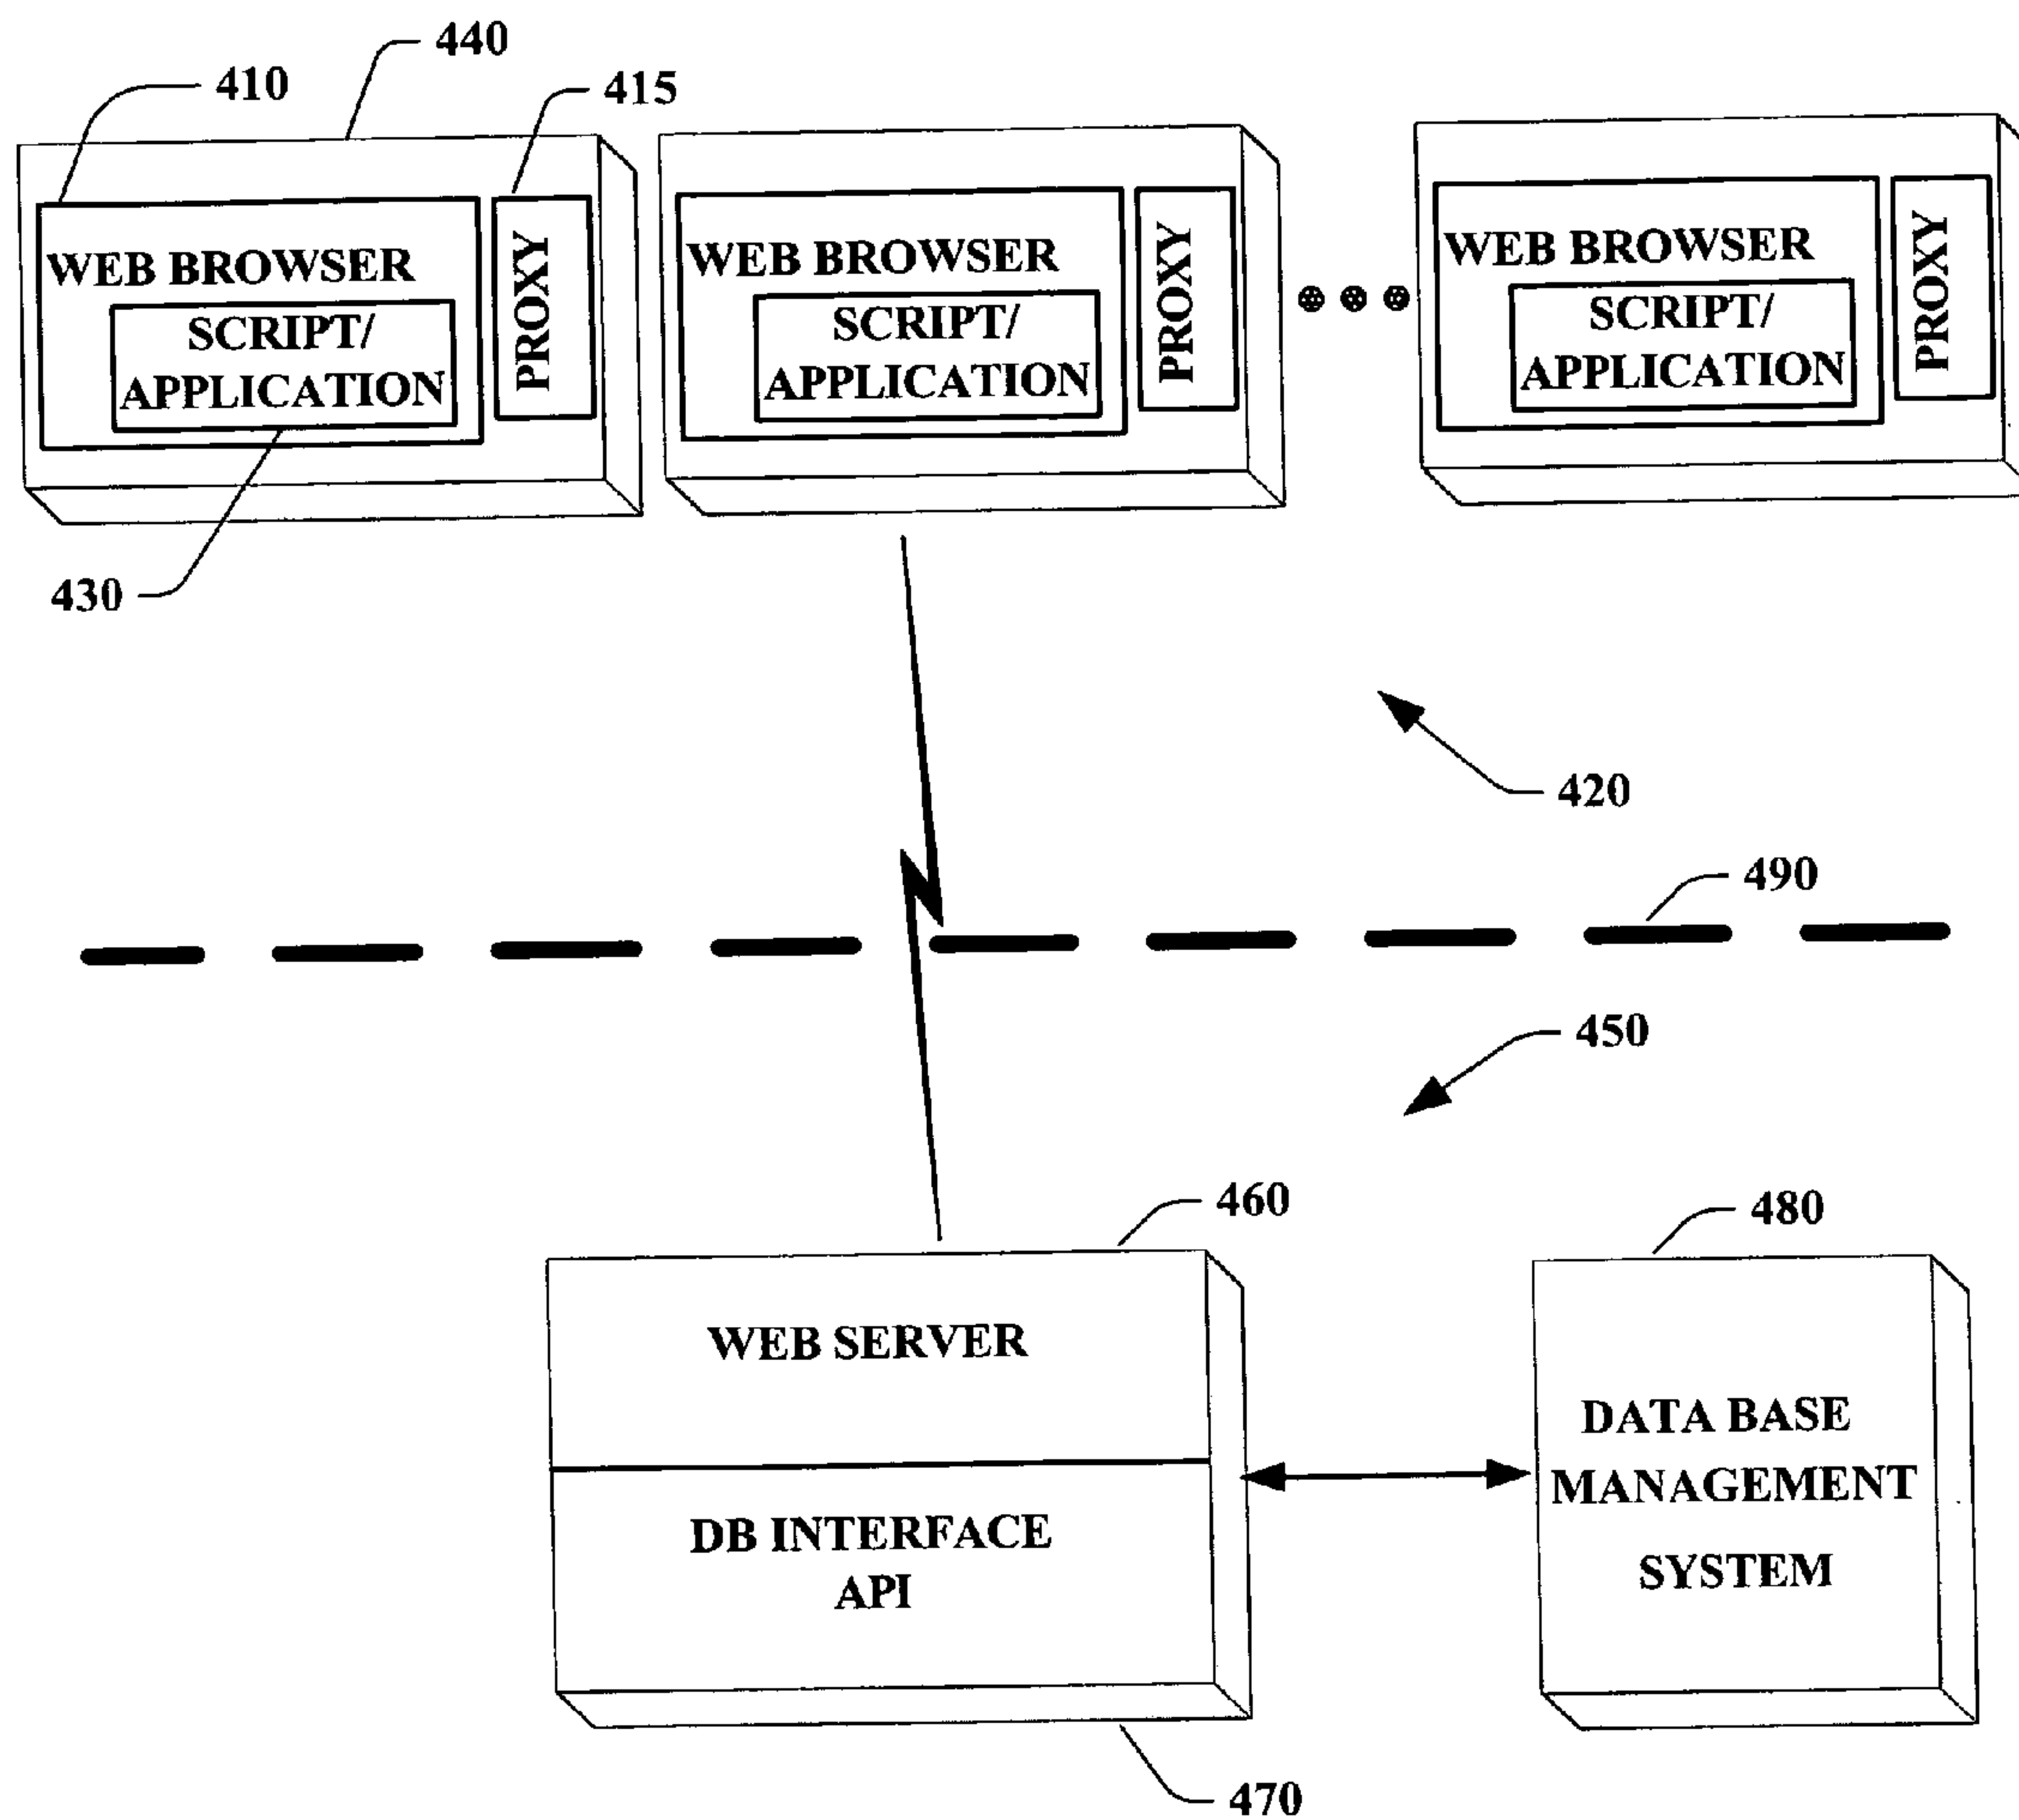 440
410
415
WEB BROWSER
SCRIPT/
APPLICATION
PROXY
WEB BROWSER
SCRIPT/
APPLICATION
PROXY
WEB BROWSER
SCRIPT/
APPLICATION
PROXY
430
420
490
450
460
480
WEB SERVER
DB INTERFACE
API
DATA BASE
MANAGEMENT
SYSTEM
470